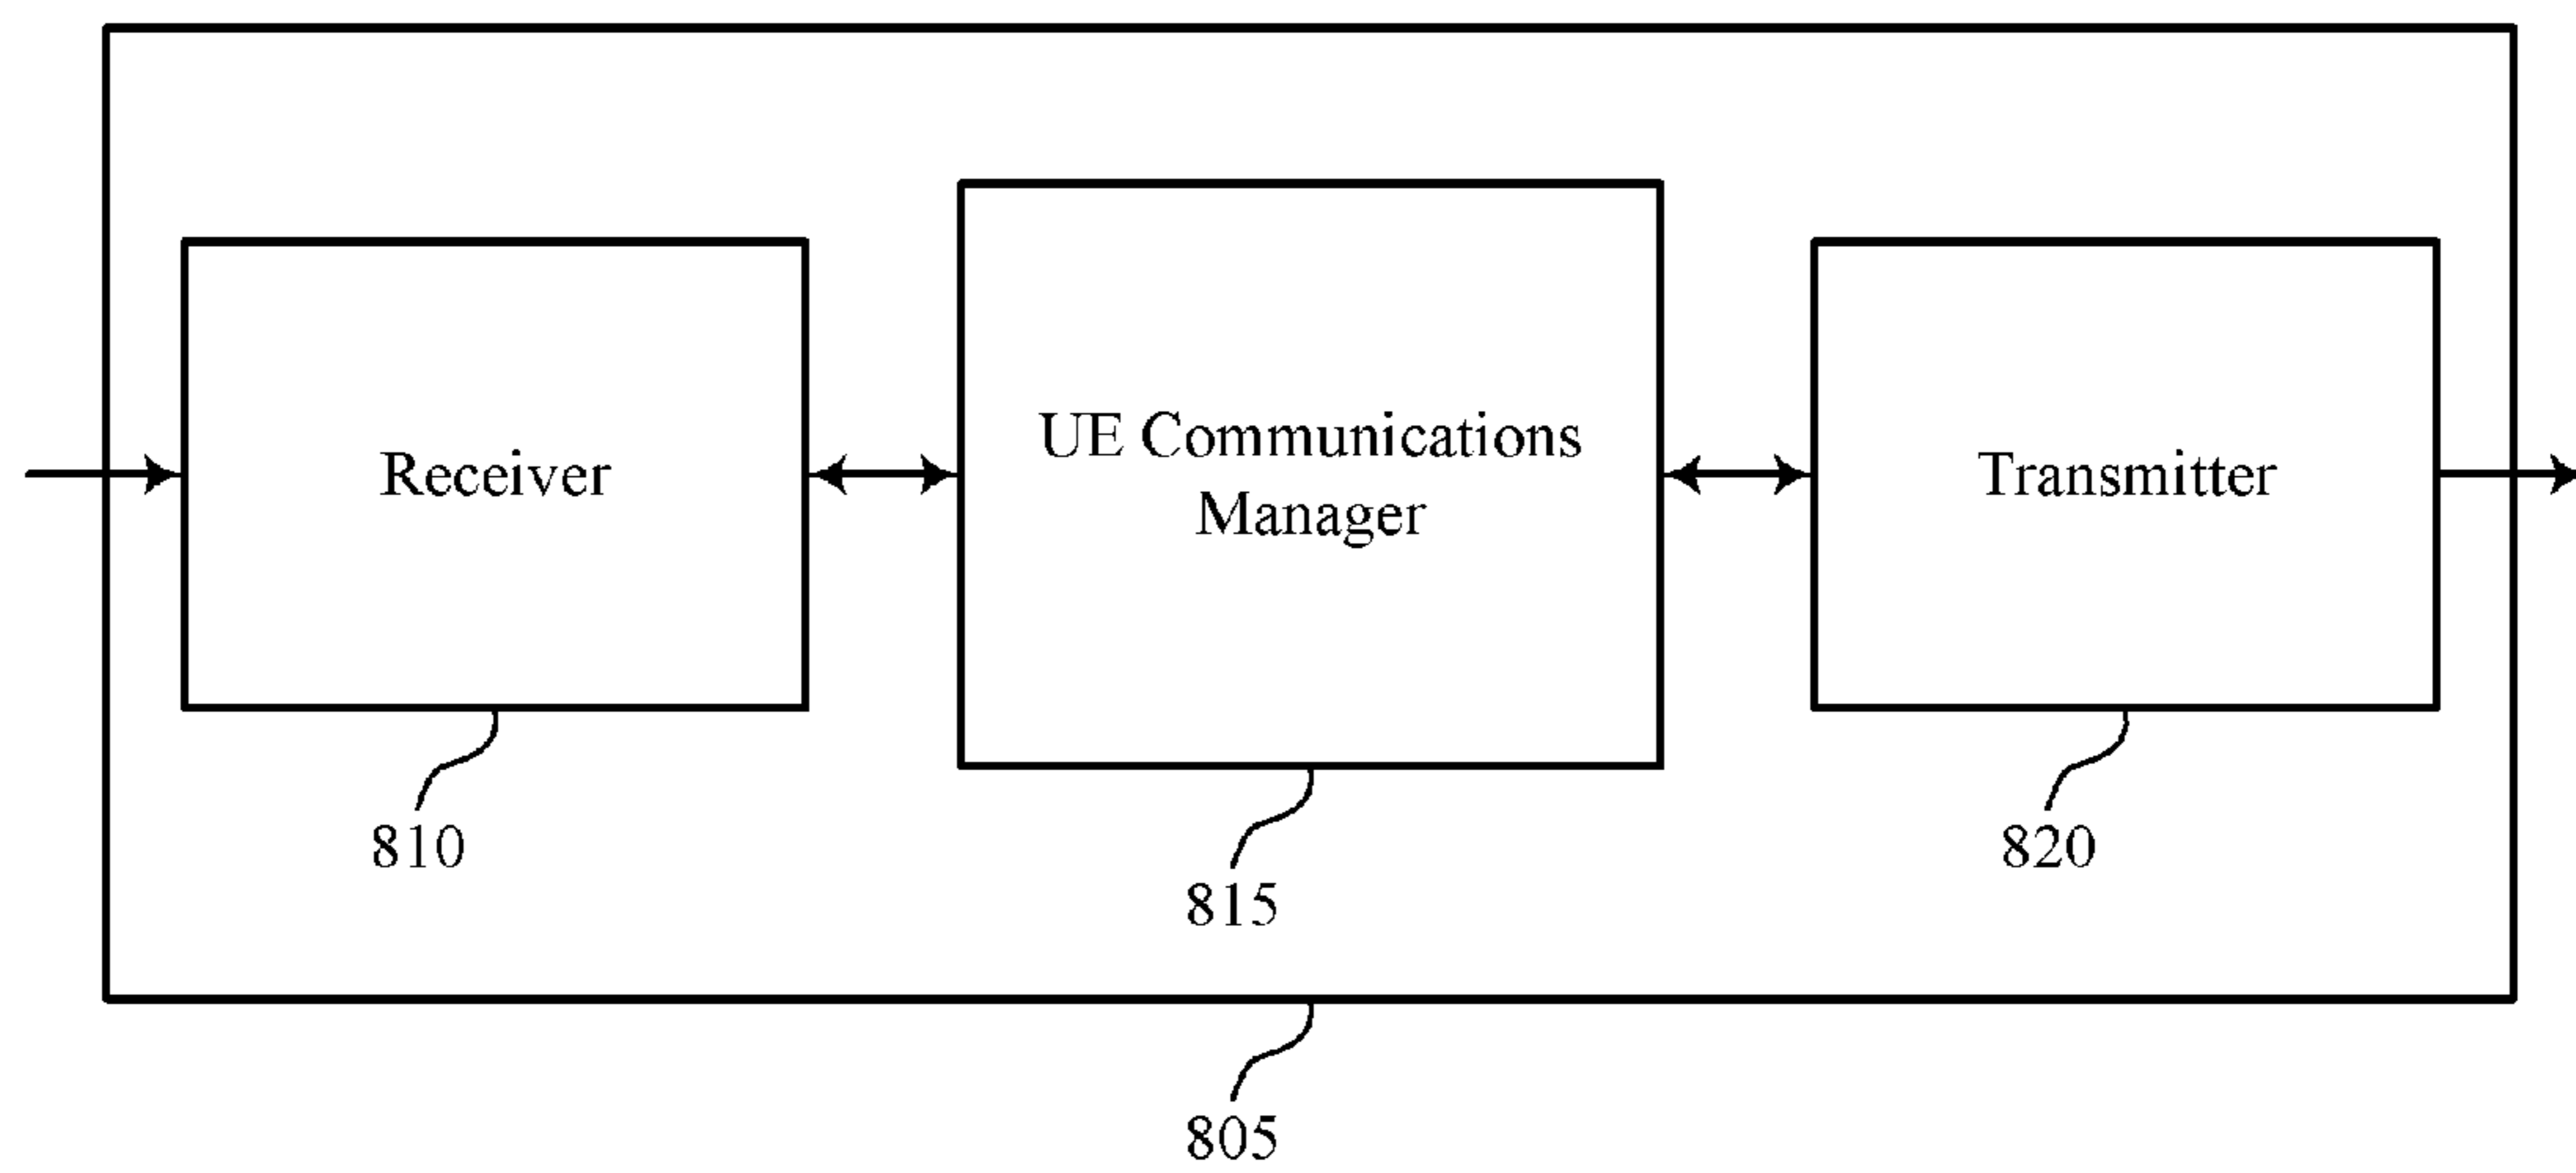 Receiver
UE Communications
Manager
Transmitter
810
815
820
805